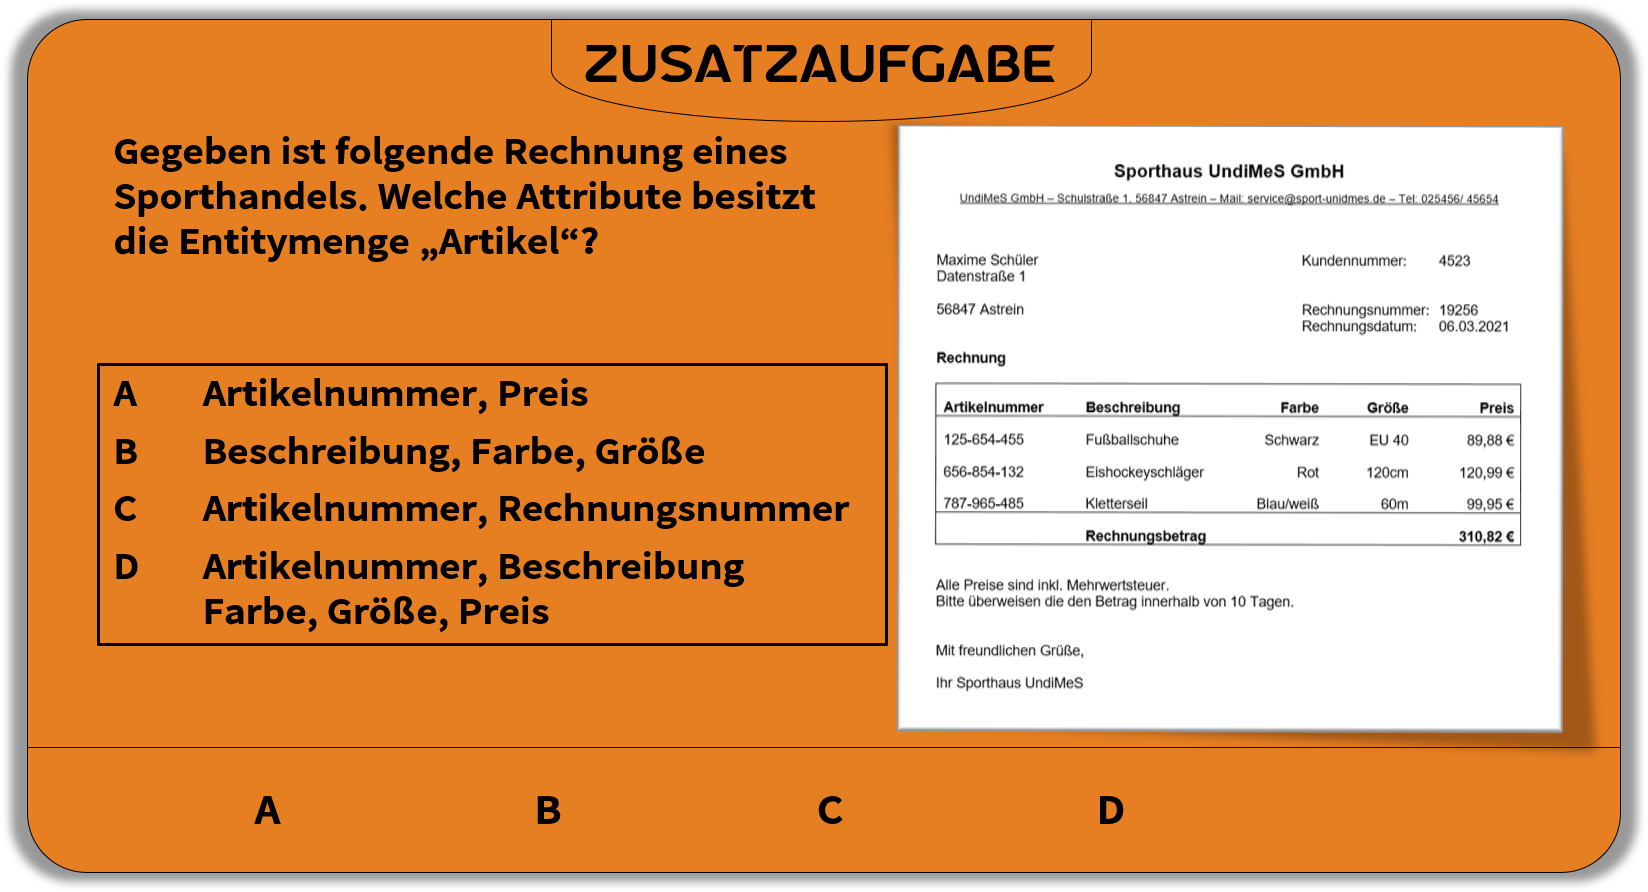 ZUSATZAUFGABE
Gegeben ist folgende Rechnung eines
Sporthandels. Welche Attribute besitzt
die Entitymenge „Artikel“?
A Artikelnummer, Preis
B Beschreibung, Farbe, Größe
C Artikelnummer, Rechnungsnummer
D Artikelnummer, Beschreibung
Farbe, Größe, Preis
Sporthaus UndiMeS GmbH
UndiMeS GmbH – Schulstraße 1, 56847 Astrein – Mail: service@sport-unidmes.de – Tel: 025456/ 45654
Maxime Schüler Kundennummer: 4523
Datenstraße 1
56847 Astrein Rechnungsnummer: 19256
Rechnungsdatum: 06.03.2021
Rechnung
Artikelnummer Beschreibung Farbe Größe Preis
125-654-455 Fußballschuhe Schwarz EU 40 89,88 €
656-854-132 Eishockeyschläger Rot 120cm 120,99 €
787-965-485 Kletterseil Blau/weiß 60m 99,95 €
Rechnungsbetrag 310,82 €
Alle Preise sind inkl. Mehrwertsteuer.
Bitte überweisen die den Betrag innerhalb von 10 Tagen.
Mit freundlichen Grüße,
Ihr Sporthaus UndiMeS
A B C D